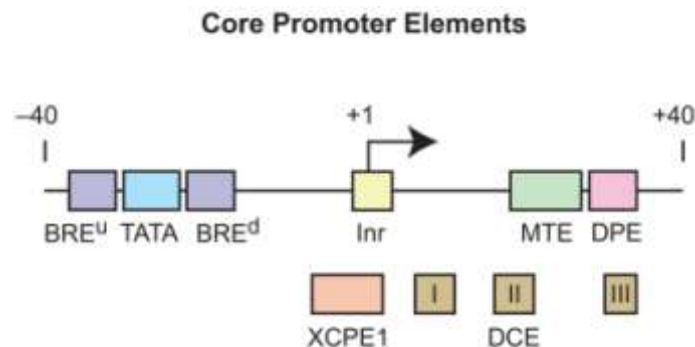 Core Promoter Elements
–40 +1 +40
BREᵘ TATA BREᵈ Inr MTE DPE
I II III
XCPE1 DCE